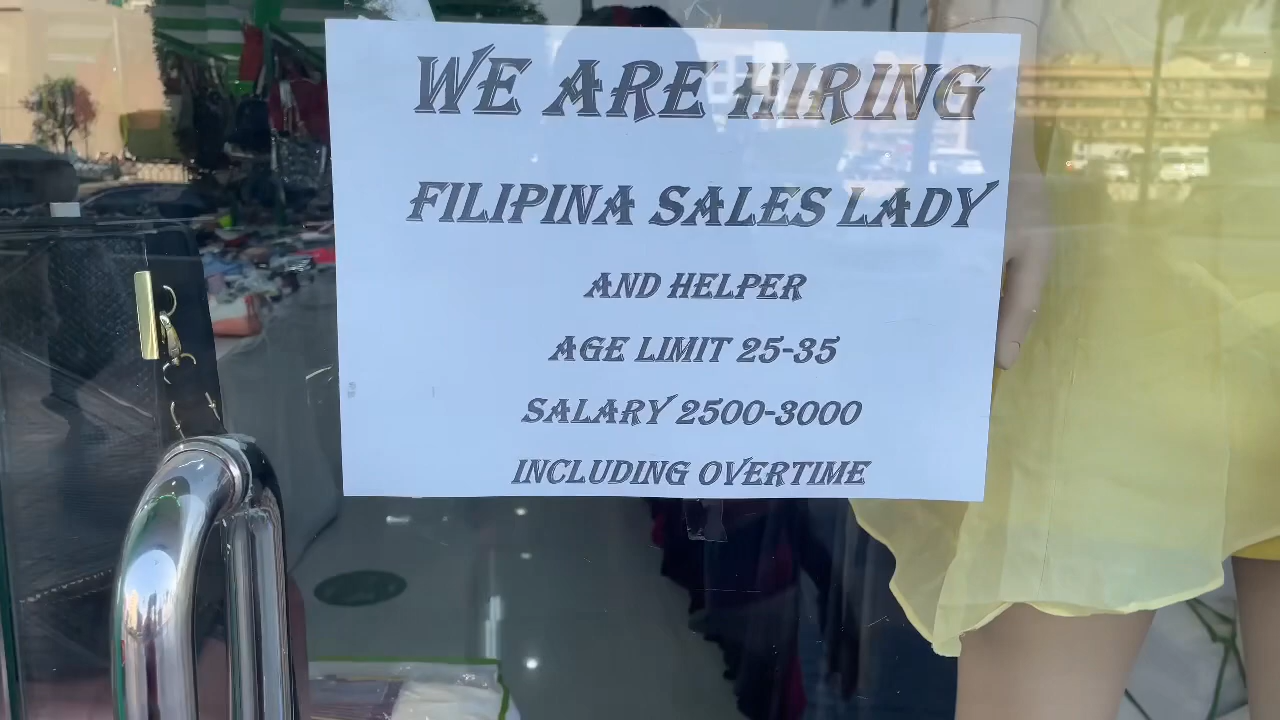 WE ARE HIRING
FILIPINA SALES LADY
AND HELPER
AGE LIMIT 25-35
SALARY 2500-3000
INCLUDING OVERTIME